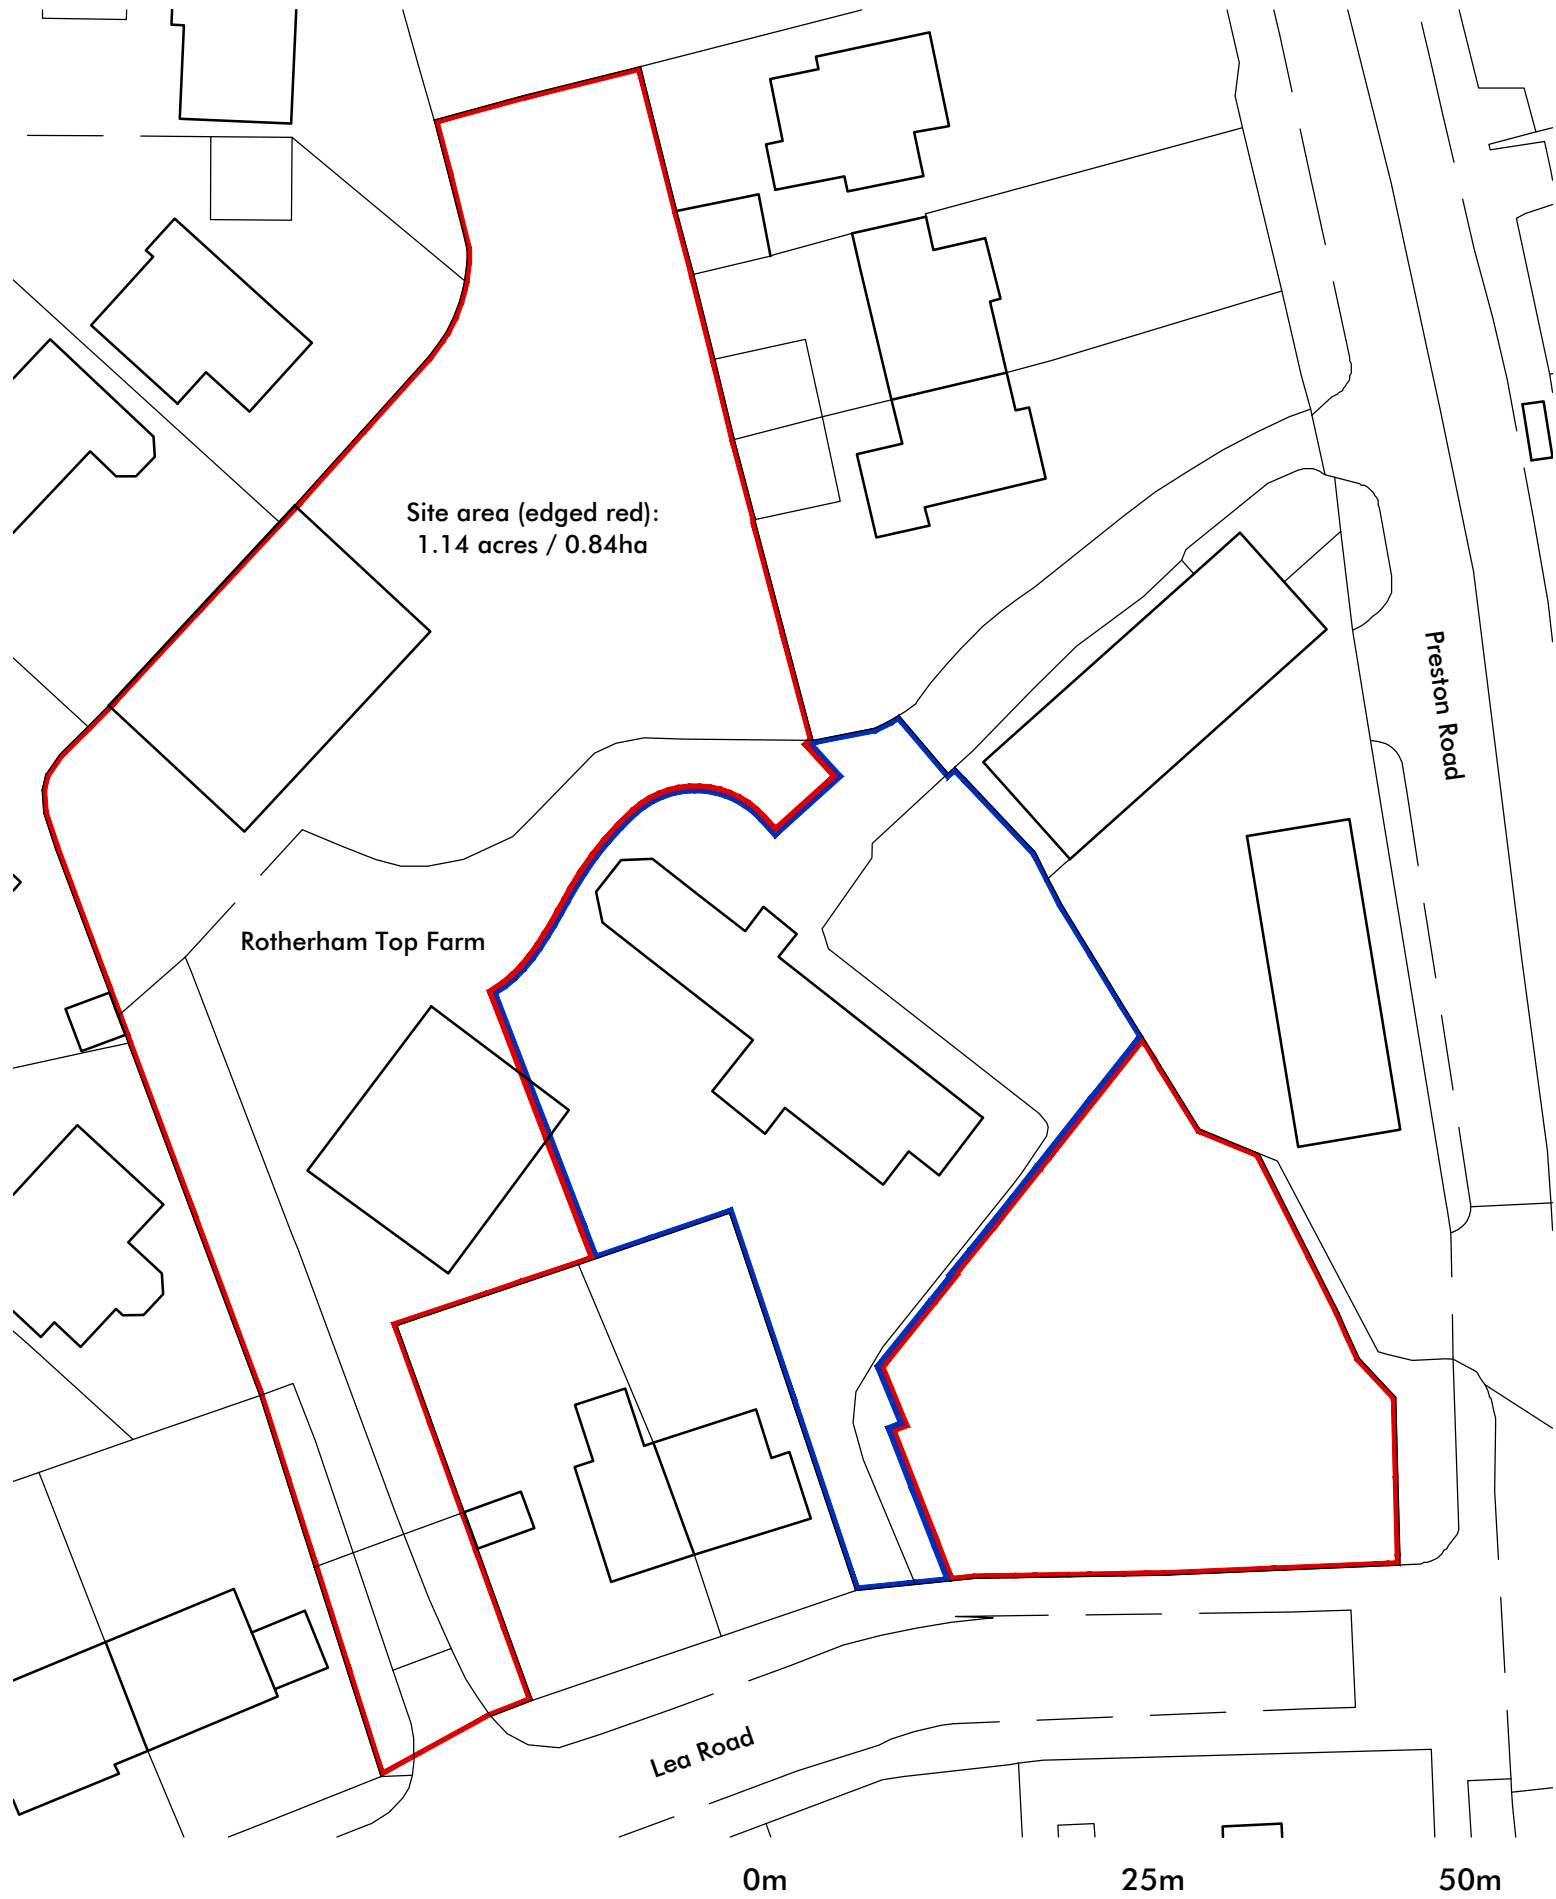 Site area (edged red):
1.14 acres / 0.84ha
Preston Road
Rotherham Top Farm
Lea Road
0m 25m 50m